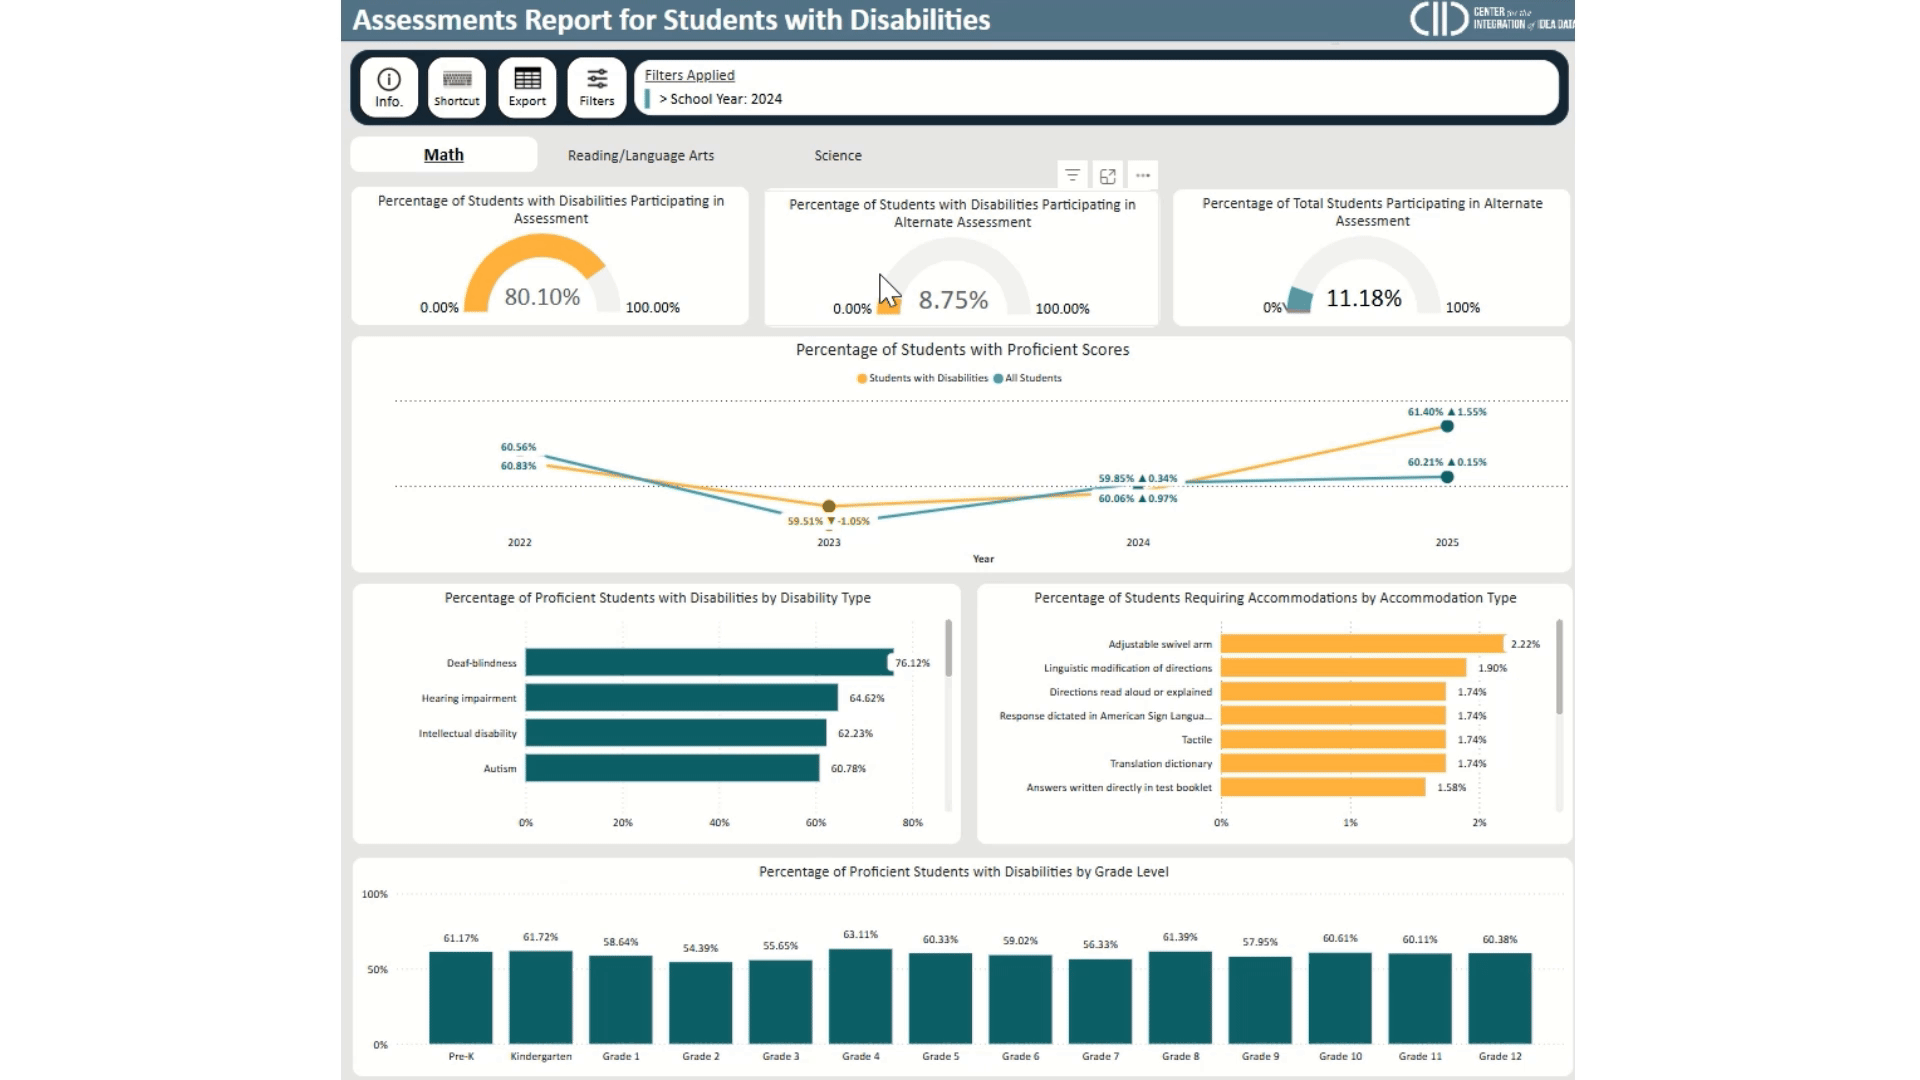 Assessments Report for Students with Disabilities
CENTER for the
INTEGRATION of IDEA DATA
Info.
Shortcut
Export
Filters
Filters Applied
> School Year: 2024
Math
Reading/Language Arts
Science
Percentage of Students with Disabilities Participating in
Assessment
80.10%
0.00%
100.00%
Percentage of Students with Disabilities Participating in
Alternate Assessment
8.75%
0.00%
100.00%
Percentage of Total Students Participating in Alternate
Assessment
11.18%
0%
100%
Percentage of Students with Proficient Scores
Students with Disabilities
All Students
60.56%
60.83%
59.51% ▼ -1.05%
59.85% ▲ 0.34%
60.06% ▲ 0.97%
61.40% ▲ 1.55%
60.21% ▲ 0.15%
2022
2023
2024
2025
Year
Percentage of Proficient Students with Disabilities by Disability Type
Deaf-blindness
76.12%
Hearing impairment
64.62%
Intellectual disability
62.23%
Autism
60.78%
0%
20%
40%
60%
80%
Percentage of Students Requiring Accommodations by Accommodation Type
Adjustable swivel arm
2.22%
Linguistic modification of directions
1.90%
Directions read aloud or explained
1.74%
Response dictated in American Sign Langua...
1.74%
Tactile
1.74%
Translation dictionary
1.74%
Answers written directly in test booklet
1.58%
0%
1%
2%
Percentage of Proficient Students with Disabilities by Grade Level
100%
50%
0%
61.17%
61.72%
58.64%
54.39%
55.65%
63.11%
60.33%
59.02%
56.33%
61.39%
57.95%
60.61%
60.11%
60.38%
Pre-K
Kindergarten
Grade 1
Grade 2
Grade 3
Grade 4
Grade 5
Grade 6
Grade 7
Grade 8
Grade 9
Grade 10
Grade 11
Grade 12